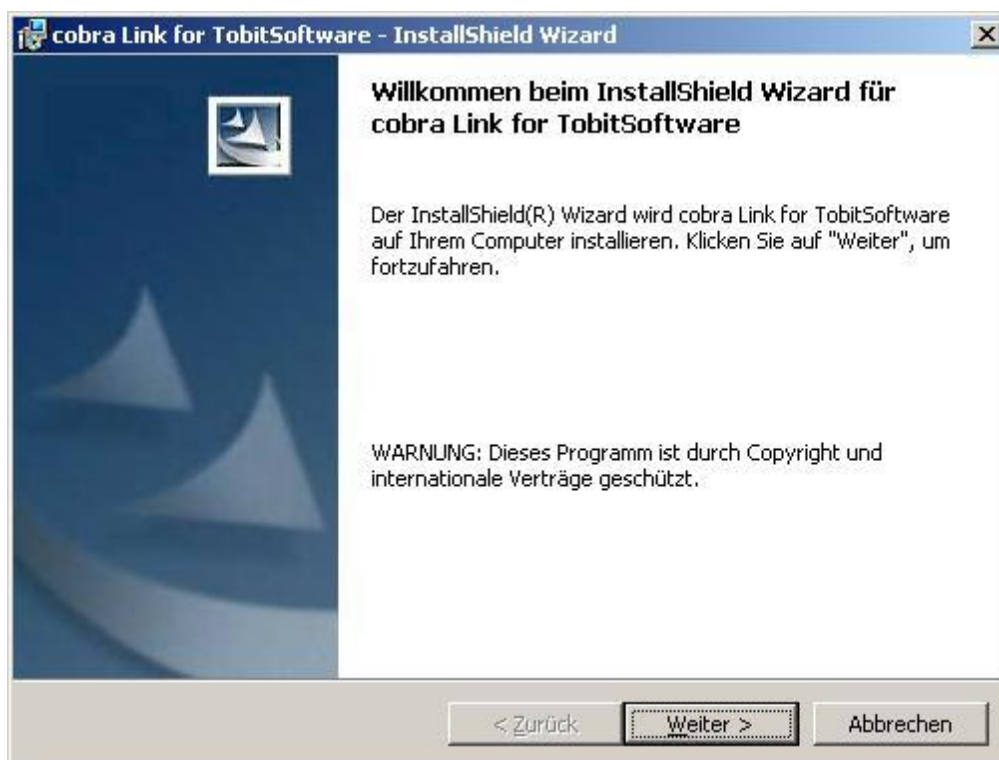 cobra Link for TobitSoftware - InstallShield Wizard
Willkommen beim InstallShield Wizard für
cobra Link for TobitSoftware
Der InstallShield(R) Wizard wird cobra Link for TobitSoftware
auf Ihrem Computer installieren. Klicken Sie auf "Weiter", um
fortzufahren.
WARNUNG: Dieses Programm ist durch Copyright und
internationale Verträge geschützt.
< Zurück Weiter > Abbrechen